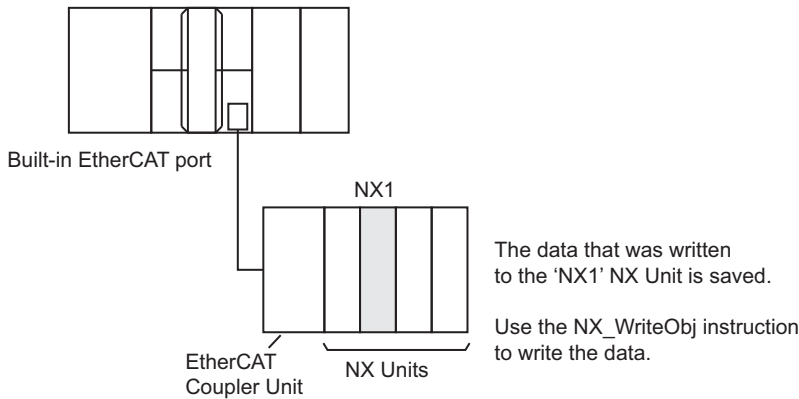 Built-in EtherCAT port
NX1
The data that was written
to the ‘NX1’ NX Unit is saved.
Use the NX_WriteObj instruction
to write the data.
EtherCAT
Coupler Unit
NX Units